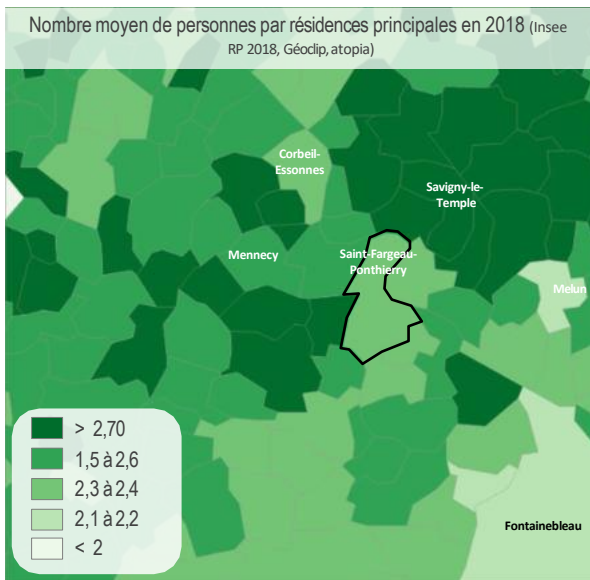 Nombre moyen de personnes par résidences principales en 2018 (Insee
RP 2018, Géoclip, atopia)
Corbeil-
Essonnes
Savigny-le-
Temple
Mennecy
Saint-Fargeau-
Ponthierry
Melun
Fontainebleau
> 2,70
1,5 à 2,6
2,3 à 2,4
2,1 à 2,2
< 2